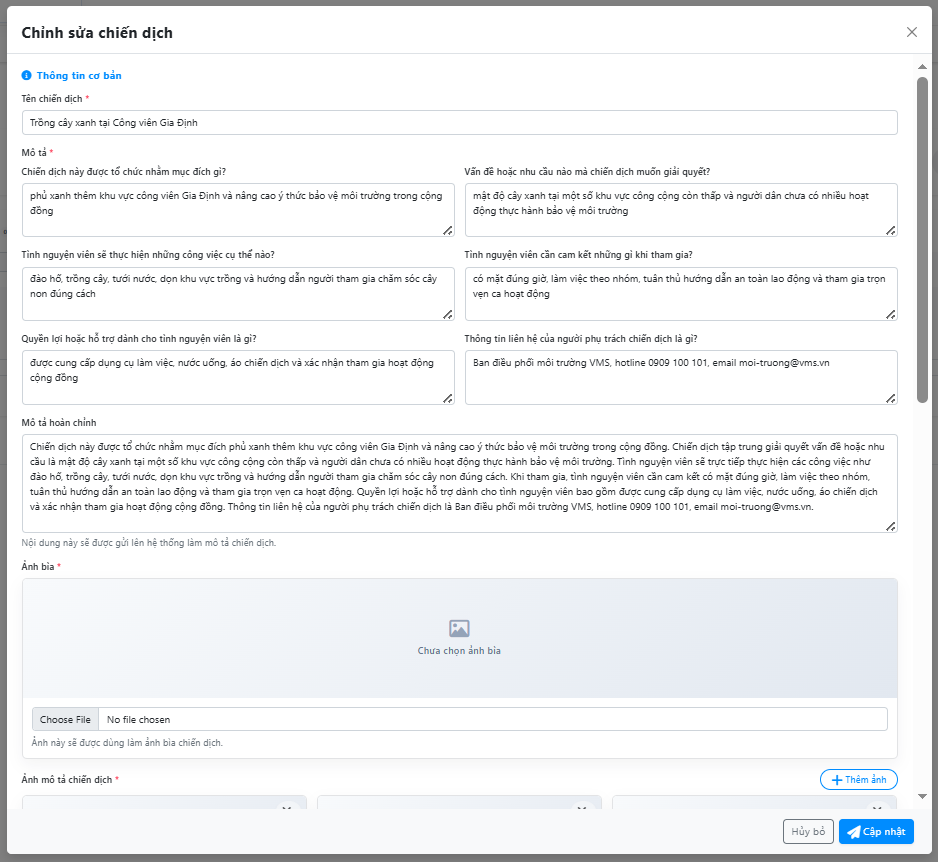 Chỉnh sửa chiến dịch
Thông tin cơ bản
Tên chiến dịch *
Trồng cây xanh tại Công viên Gia Định
Mô tả *
Chiến dịch này được tổ chức nhằm mục đích gì?
phủ xanh thêm khu vực công viên Gia Định và nâng cao ý thức bảo vệ môi trường trong cộng
đồng
Vấn đề hoặc nhu cầu nào mà chiến dịch muốn giải quyết?
mật độ cây xanh tại một số khu vực công cộng còn thấp và người dân chưa có nhiều hoạt
động thực hành bảo vệ môi trường
Tình nguyện viên sẽ thực hiện những công việc cụ thể nào?
đào hố, trồng cây, tưới nước, dọn khu vực trồng và hướng dẫn người tham gia chăm sóc cây
non đúng cách
Tình nguyện viên cần cam kết những gì khi tham gia?
có mặt đúng giờ, làm việc theo nhóm, tuân thủ hướng dẫn an toàn lao động và tham gia trọn
vẹn ca hoạt động
Quyền lợi hoặc hỗ trợ dành cho tình nguyện viên là gì?
được cung cấp dụng cụ làm việc, nước uống, áo chiến dịch và xác nhận tham gia hoạt động
cộng đồng
Thông tin liên hệ của người phụ trách chiến dịch là gì?
Ban điều phối môi trường VMS, hotline 0909 100 101, email moi-truong@vms.vn
Mô tả hoàn chỉnh
Chiến dịch này được tổ chức nhằm mục đích phủ xanh thêm khu vực công viên Gia Định và nâng cao ý thức bảo vệ môi trường trong cộng đồng. Chiến dịch tập trung giải quyết vấn đề hoặc nhu
cầu là mật độ cây xanh tại một số khu vực công cộng còn thấp và người dân chưa có nhiều hoạt động thực hành bảo vệ môi trường. Tình nguyện viên sẽ trực tiếp thực hiện các công việc như
đào hố, trồng cây, tưới nước, dọn khu vực trồng và hướng dẫn người tham gia chăm sóc cây non đúng cách. Khi tham gia, tình nguyện viên cần cam kết có mặt đúng giờ, làm việc theo nhóm,
tuân thủ hướng dẫn an toàn lao động và tham gia trọn vẹn ca hoạt động. Quyền lợi hoặc hỗ trợ dành cho tình nguyện viên bao gồm được cung cấp dụng cụ làm việc, nước uống, áo chiến dịch
và xác nhận tham gia hoạt động cộng đồng. Thông tin liên hệ của người phụ trách chiến dịch là Ban điều phối môi trường VMS, hotline 0909 100 101, email moi-truong@vms.vn.
Nội dung này sẽ được gửi lên hệ thống làm mô tả chiến dịch.
Ảnh bìa *
Chưa chọn ảnh bìa
Choose File No file chosen
Ảnh này sẽ được dùng làm ảnh bìa chiến dịch.
Ảnh mô tả chiến dịch *
Thêm ảnh
Hủy bỏ
Cập nhật